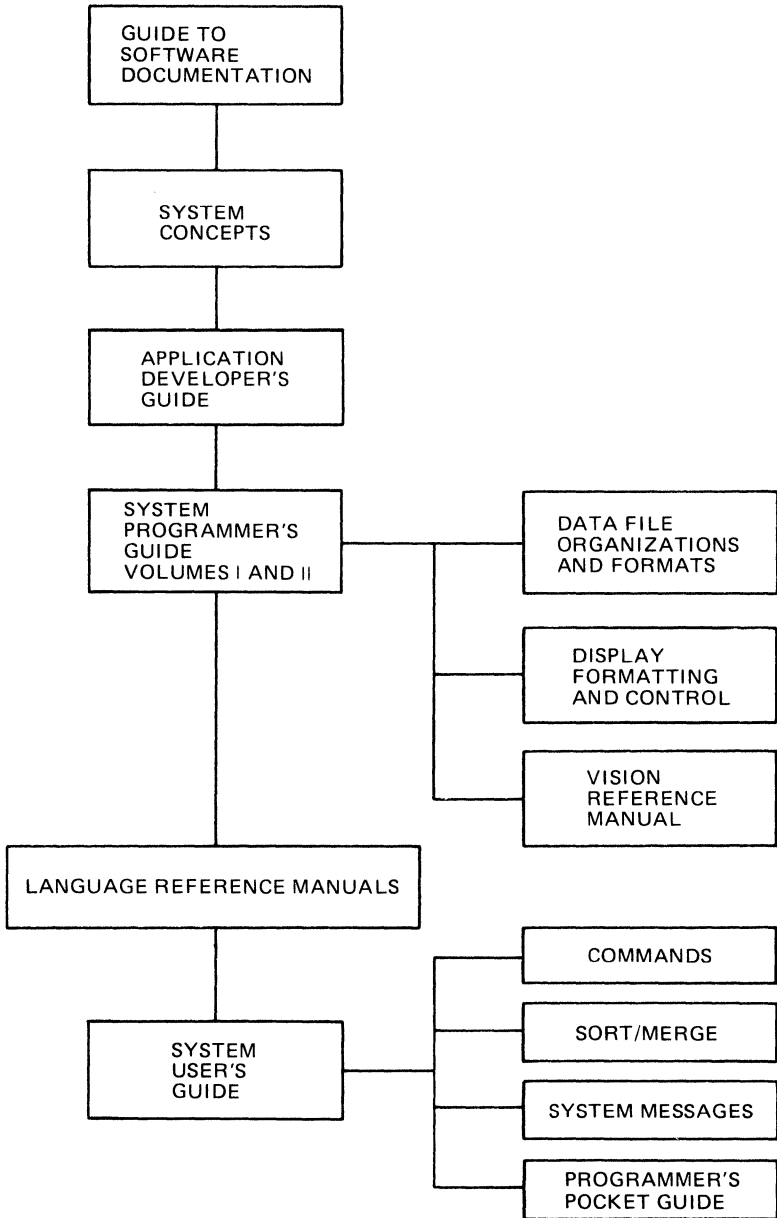 GUIDE TO
SOFTWARE
DOCUMENTATION
SYSTEM
CONCEPTS
APPLICATION
DEVELOPER'S
GUIDE
SYSTEM
PROGRAMMER'S
GUIDE
VOLUMES I AND II
DATA FILE
ORGANIZATIONS
AND FORMATS
DISPLAY
FORMATTING
AND CONTROL
VISION
REFERENCE
MANUAL
LANGUAGE REFERENCE MANUALS
SYSTEM
USER'S
GUIDE
COMMANDS
SORT/MERGE
SYSTEM MESSAGES
PROGRAMMER'S
POCKET GUIDE